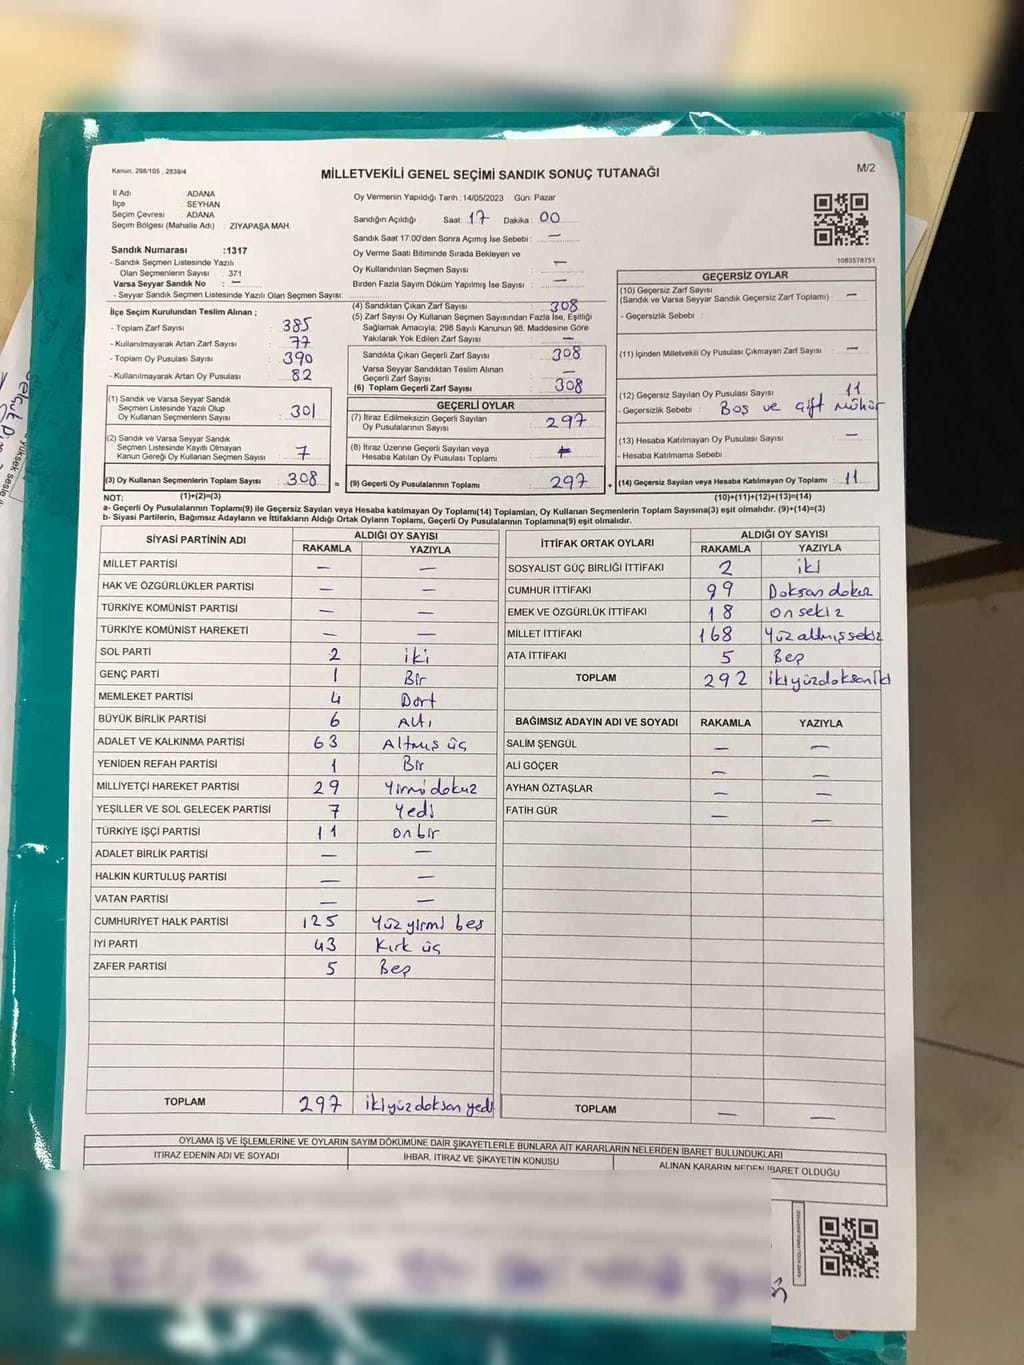 Kanun: 298/105 , 2839/4
MİLLETVEKİLİ GENEL SEÇİMİ SANDIK SONUÇ TUTANAĞI
M/2
İl Adı : ADANA
İlçe : SEYHAN
Seçim Çevresi : ADANA
Seçim Bölgesi (Mahalle Adı) : ZİYAPAŞA MAH.
Oy Vermenin Yapıldığı Tarih :14/05/2023 Gün: Pazar
Sandığın Açıldığı Saat: 17 Dakika : 00
1083578751
Sandık Numarası :1317
- Sandık Seçmen Listesinde Yazılı
Olan Seçmenlerin Sayısı : 371
Varsa Seyyar Sandık No : —
- Seyyar Sandık Seçmen Listesinde Yazılı Olan Seçmen Sayısı:
Sandık Saat 17:00'den Sonra Açımış İse Sebebi : —
Oy Verme Saati Bitiminde Sırada Bekleyen ve
Oy Kullandırılan Seçmen Sayısı —
Birden Fazla Sayım Döküm Yapılmış İse Sayısı : —
İlçe Seçim Kurulundan Teslim Alınan ;
- Toplam Zarf Sayısı : 385
- Kullanılmayarak Artan Zarf Sayısı : 77
- Toplam Oy Pusulası Sayısı : 390
- Kullanılmayarak Artan Oy Pusulası : 82
(1) Sandık ve Varsa Seyyar Sandık
Seçmen Listesinde Yazılı Olup
Oy Kullanan Seçmenlerin Sayısı : 301
(2) Sandık ve Varsa Seyyar Sandık
Seçmen Listesinde Kayıtlı Olmayan
Kanun Gereği Oy Kullanan Seçmen Sayısı : 7
(3) Oy Kullanan Seçmenlerin Toplam Sayısı : 308
(1)+(2)=(3)
(4) Sandıktan Çıkan Zarf Sayısı : 308
(5) Zarf Sayısı Oy Kullanan Seçmen Sayısından Fazla İse, Eşitliği
Sağlamak Amacıyla, 298 Sayılı Kanunun 98. Maddesine Göre
Yakılarak Yok Edilen Zarf Sayısı : —
Sandıkta Çıkan Geçerli Zarf Sayısı : 308
Varsa Seyyar Sandıktan Teslim Alınan
Geçerli Zarf Sayısı : —
(6) Toplam Geçerli Zarf Sayısı : 308
GEÇERLİ OYLAR
(7) İtiraz Edilmeksizin Geçerli Sayılan
Oy Pusulalarının Sayısı : 297
(8) İtiraz Üzerine Geçerli Sayılan veya
Hesaba Katılan Oy Pusulası Toplamı :
= (9) Geçerli Oy Pusulalarının Toplamı : 297
GEÇERSİZ OYLAR
(10) Geçersiz Zarf Sayısı
(Sandık ve Varsa Seyyar Sandık Geçersiz Zarf Toplamı) : —
- Geçersizlik Sebebi :
(11) İçinden Milletvekili Oy Pusulası Çıkmayan Zarf Sayısı : —
(12) Geçersiz Sayılan Oy Pusulası Sayısı : 11
- Geçersizlik Sebebi : Boş ve çift mühür
(13) Hesaba Katılmayan Oy Pusulası Sayısı : —
- Hesaba Katılmama Sebebi :
+ (14) Geçersiz Sayılan veya Hesaba Katılmayan Oy Toplamı : 11
(10)+(11)+(12)+(13)=(14)
NOT:
a- Geçerli Oy Pusulalarının Toplamı(9) ile Geçersiz Sayılan veya Hesaba katılmayan Oy Toplamı(14) Toplamları, Oy Kullanan Seçmenlerin Toplam Sayısına(3) eşit olmalıdır. (9)+(14)=(3)
b- Siyasi Partilerin, Bağımsız Adayların ve İttifakların Aldığı Ortak Oyların Toplamı, Geçerli Oy Pusulalarının Toplamına(9) eşit olmalıdır.
SİYASİ PARTİNİN ADI ALDIĞI OY SAYISI
RAKAMLA YAZIYLA
MİLLET PARTİSİ — —
HAK VE ÖZGÜRLÜKLER PARTİSİ — —
TÜRKİYE KOMÜNİST PARTİSİ — —
TÜRKİYE KOMÜNİST HAREKETİ — —
SOL PARTİ 2 iki
GENÇ PARTİ 1 Bir
MEMLEKET PARTİSİ 4 Dört
BÜYÜK BİRLİK PARTİSİ 6 Altı
ADALET VE KALKINMA PARTİSİ 63 Altmış üç
YENİDEN REFAH PARTİSİ 1 Bir
MİLLİYETÇİ HAREKET PARTİSİ 29 Yirmi dokuz
YEŞİLLER VE SOL GELECEK PARTİSİ 7 Yedi
TÜRKİYE İŞÇİ PARTİSİ 11 on bir
ADALET BİRLİK PARTİSİ — —
HALKIN KURTULUŞ PARTİSİ — —
VATAN PARTİSİ — —
CUMHURİYET HALK PARTİSİ 125 Yüz yirmi beş
İYİ PARTİ 43 Kırk üç
ZAFER PARTİSİ 5 Beş
TOPLAM 297 iki yüz doksan yedi
İTTİFAK ORTAK OYLARI ALDIĞI OY SAYISI
RAKAMLA YAZIYLA
SOSYALİST GÜÇ BİRLİĞİ İTTİFAKI 2 iki
CUMHUR İTTİFAKI 99 Doksan dokuz
EMEK VE ÖZGÜRLÜK İTTİFAKI 18 on sekiz
MİLLET İTTİFAKI 168 Yüz altmış sekiz
ATA İTTİFAKI 5 Beş
TOPLAM 292 iki yüz doksan iki
BAĞIMSIZ ADAYIN ADI VE SOYADI RAKAMLA YAZIYLA
SALİM ŞENGÜL — —
ALİ GÖÇER — —
AYHAN ÖZTAŞLAR — —
FATİH GÜR — —
TOPLAM — —
OYLAMA İŞ VE İŞLEMLERİNE VE OYLARIN SAYIM DÖKÜMÜNE DAİR ŞİKAYETLERLE BUNLARA AİT KARARLARIN NELERDEN İBARET BULUNDUKLARI
İTİRAZ EDENİN ADI VE SOYADI İHBAR, İTİRAZ VE ŞİKAYETİN KONUSU ALINAN KARARIN NEDEN İBARET OLDUĞU